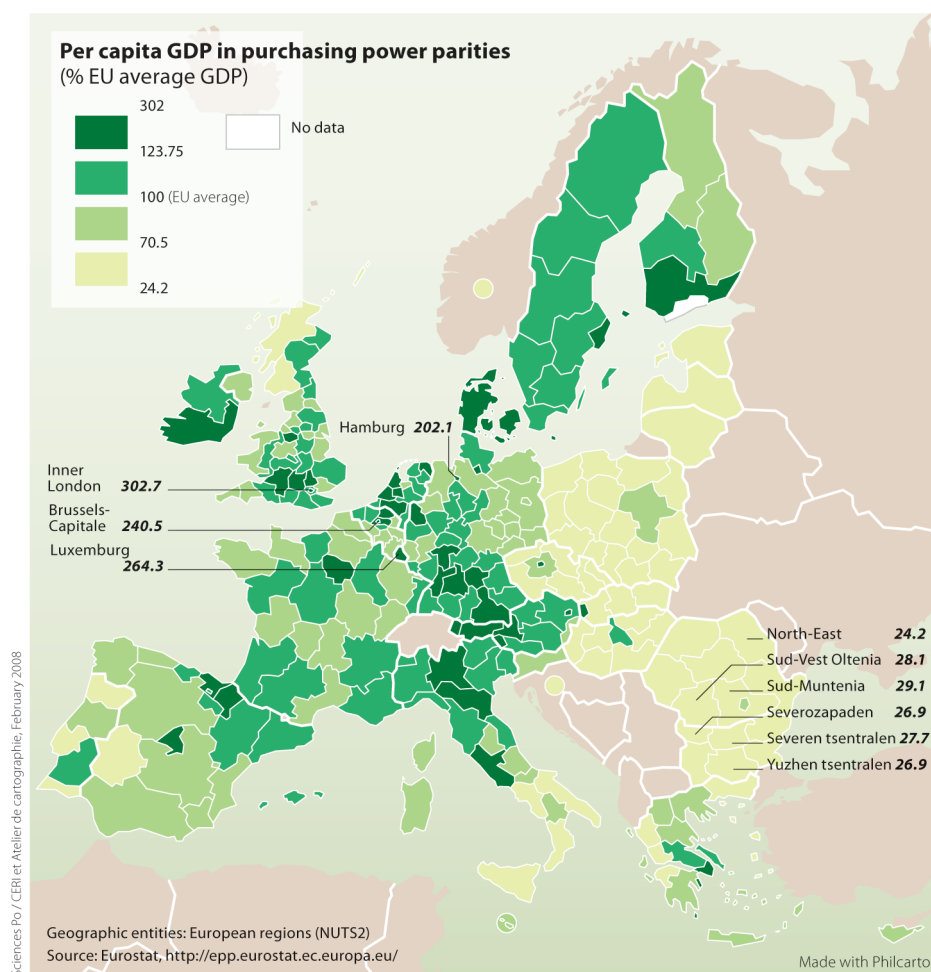 Per capita GDP in purchasing power parities
(% EU average GDP)
302
No data
123.75
100 (EU average)
70.5
24.2
Hamburg 202.1
Inner
London 302.7
Brussels-
Capitale 240.5
Luxemburg
264.3
North-East 24.2
Sud-Vest Oltenia 28.1
Sud-Muntenia 29.1
Severozapaden 26.9
Severen tsentralen 27.7
Yuzhen tsentralen 26.9
Geographic entities: European regions (NUTS2)
Source: Eurostat, http://epp.eurostat.ec.europa.eu/
Made with Philcarto
Sciences Po / CERI et Atelier de cartographie, February 2008